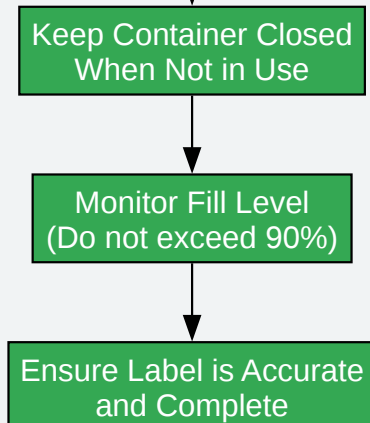 Keep Container Closed
When Not in Use
Monitor Fill Level
(Do not exceed 90%)
Ensure Label is Accurate
and Complete